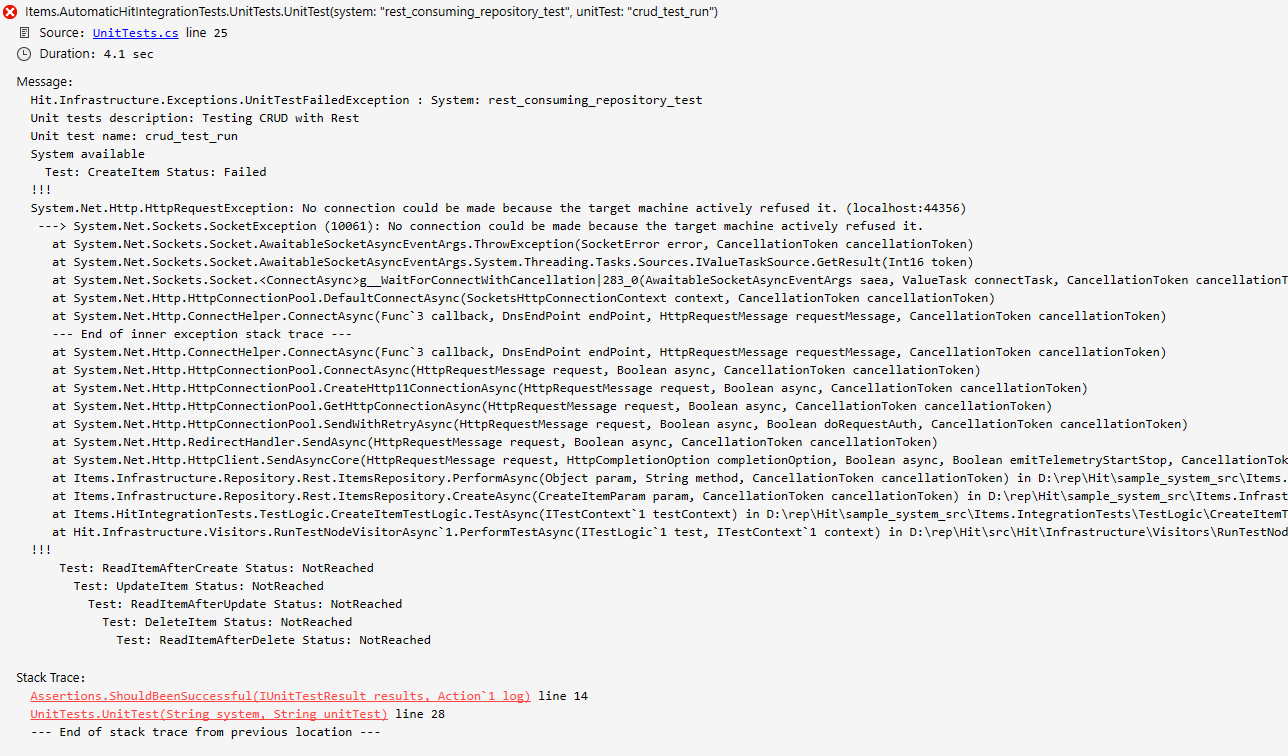 Items.AutomaticHitIntegrationTests.UnitTests.UnitTest(system: "rest_consuming_repository_test", unitTest: "crud_test_run")
Source: UnitTests.cs line 25
Duration: 4.1 sec
Message:
Hit.Infrastructure.Exceptions.UnitTestFailedException : System: rest_consuming_repository_test
Unit tests description: Testing CRUD with Rest
Unit test name: crud_test_run
System available
Test: CreateItem Status: Failed
!!!
System.Net.Http.HttpRequestException: No connection could be made because the target machine actively refused it. (localhost:44356)
---> System.Net.Sockets.SocketException (10061): No connection could be made because the target machine actively refused it.
at System.Net.Sockets.Socket.AwaitableSocketAsyncEventArgs.ThrowException(SocketError error, CancellationToken cancellationToken)
at System.Net.Sockets.Socket.AwaitableSocketAsyncEventArgs.System.Threading.Tasks.Sources.IValueTaskSource.GetResult(Int16 token)
at System.Net.Sockets.Socket.<ConnectAsync>g__WaitForConnectWithCancellation|283_0(AwaitableSocketAsyncEventArgs saea, ValueTask connectTask, CancellationToken cancellationT
at System.Net.Http.HttpConnectionPool.DefaultConnectAsync(SocketsHttpConnectionContext context, CancellationToken cancellationToken)
at System.Net.Http.ConnectHelper.ConnectAsync(Func`3 callback, DnsEndPoint endPoint, HttpRequestMessage requestMessage, CancellationToken cancellationToken)
--- End of inner exception stack trace ---
at System.Net.Http.ConnectHelper.ConnectAsync(Func`3 callback, DnsEndPoint endPoint, HttpRequestMessage requestMessage, CancellationToken cancellationToken)
at System.Net.Http.HttpConnectionPool.ConnectAsync(HttpRequestMessage request, Boolean async, CancellationToken cancellationToken)
at System.Net.Http.HttpConnectionPool.CreateHttp11ConnectionAsync(HttpRequestMessage request, Boolean async, CancellationToken cancellationToken)
at System.Net.Http.HttpConnectionPool.GetHttpConnectionAsync(HttpRequestMessage request, Boolean async, CancellationToken cancellationToken)
at System.Net.Http.HttpConnectionPool.SendWithRetryAsync(HttpRequestMessage request, Boolean async, Boolean doRequestAuth, CancellationToken cancellationToken)
at System.Net.Http.RedirectHandler.SendAsync(HttpRequestMessage request, Boolean async, CancellationToken cancellationToken)
at System.Net.Http.HttpClient.SendAsyncCore(HttpRequestMessage request, HttpCompletionOption completionOption, Boolean async, Boolean emitTelemetryStartStop, CancellationTok
at Items.Infrastructure.Repository.Rest.ItemsRepository.PerformAsync(Object param, String method, CancellationToken cancellationToken) in D:\rep\Hit\sample_system_src\Items.
at Items.Infrastructure.Repository.Rest.ItemsRepository.CreateAsync(CreateItemParam param, CancellationToken cancellationToken) in D:\rep\Hit\sample_system_src\Items.Infrast
at Items.HitIntegrationTests.TestLogic.CreateItemTestLogic.TestAsync(ITestContext`1 testContext) in D:\rep\Hit\sample_system_src\Items.IntegrationTests\TestLogic\CreateItemT
at Hit.Infrastructure.Visitors.RunTestNodeVisitorAsync`1.PerformTestAsync(ITestLogic`1 test, ITestContext`1 context) in D:\rep\Hit\src\Hit\Infrastructure\Visitors\RunTestNod
!!!
Test: ReadItemAfterCreate Status: NotReached
Test: UpdateItem Status: NotReached
Test: ReadItemAfterUpdate Status: NotReached
Test: DeleteItem Status: NotReached
Test: ReadItemAfterDelete Status: NotReached
Stack Trace:
Assertions.ShouldBeenSuccessful(IUnitTestResult results, Action`1 log) line 14
UnitTests.UnitTest(String system, String unitTest) line 28
--- End of stack trace from previous location ---